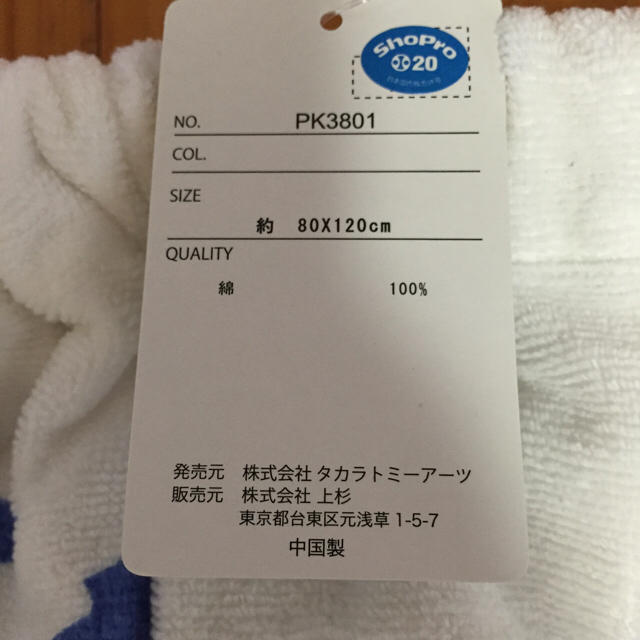 ShoPro
20
NO. PK3801
COL.
SIZE
約 80X120cm
QUALITY
綿 100%
発売元 株式会社 タカラトミーアーツ
販売元 株式会社 上杉
東京都台東区元浅草 1-5-7
中国製